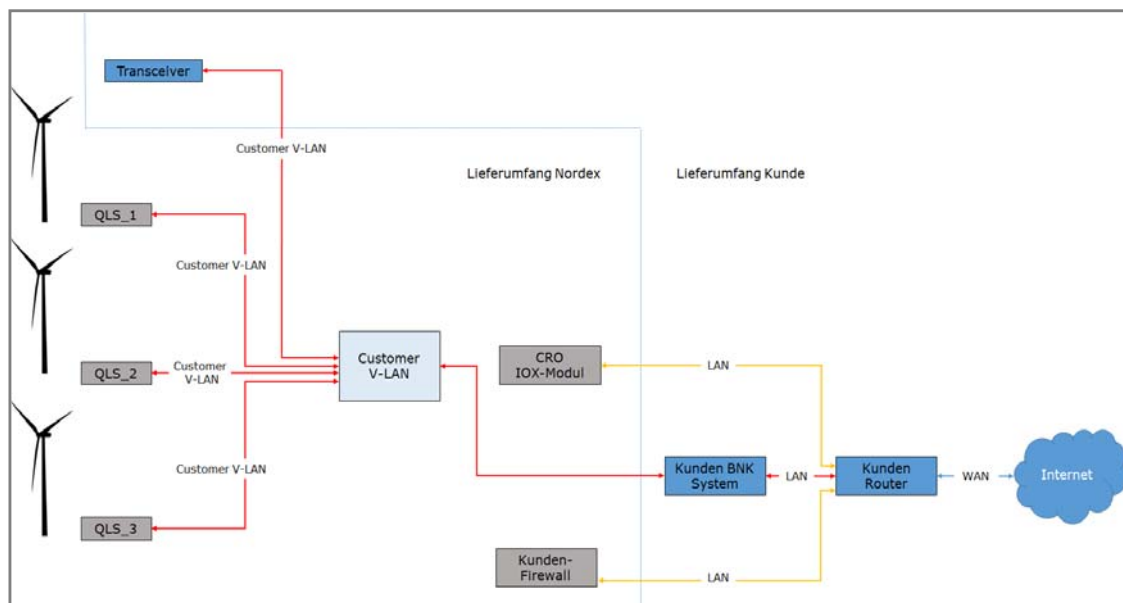 Transceiver
Customer V-LAN
Lieferumfang Nordex
Lieferumfang Kunde
QLS_1
Customer V-LAN
QLS_2
Customer
V-LAN
Customer
V-LAN
CRO
IOX-Modul
LAN
Customer V-LAN
Kunden BNK
System
LAN
Kunden
Router
WAN
Internet
QLS_3
Kunden-
Firewall
LAN